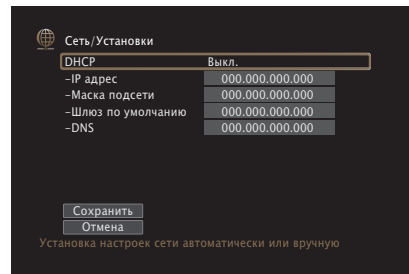 Сеть/Установки
DHCP Выкл.
–IP адрес 000.000.000.000
–Маска подсети 000.000.000.000
–Шлюз по умолчанию 000.000.000.000
–DNS 000.000.000.000
Сохранить
Отмена
Установка настроек сети автоматически или вручную